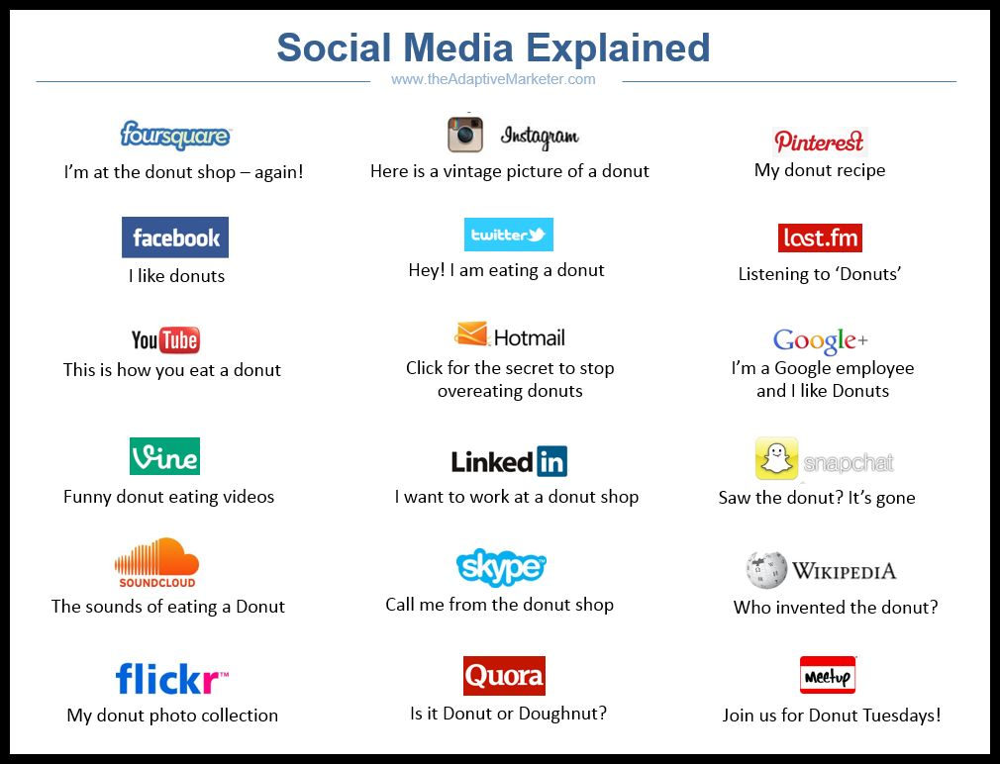 Social Media Explained
www.theAdaptiveMarketer.com
foursquare™
I'm at the donut shop – again!
Instagram
Here is a vintage picture of a donut
Pinterest
My donut recipe
facebook
I like donuts
twitter
Hey! I am eating a donut
last.fm
Listening to ‘Donuts’
YouTube
This is how you eat a donut
Hotmail
Click for the secret to stop
overeating donuts
Google+
I'm a Google employee
and I like Donuts
Vine
Funny donut eating videos
Linked in
I want to work at a donut shop
snapchat
Saw the donut? It's gone
SOUNDCLOUD
The sounds of eating a Donut
skype™
Call me from the donut shop
WIKIPEDIA
Who invented the donut?
flickr™
My donut photo collection
Quora
Is it Donut or Doughnut?
Meetup
Join us for Donut Tuesdays!